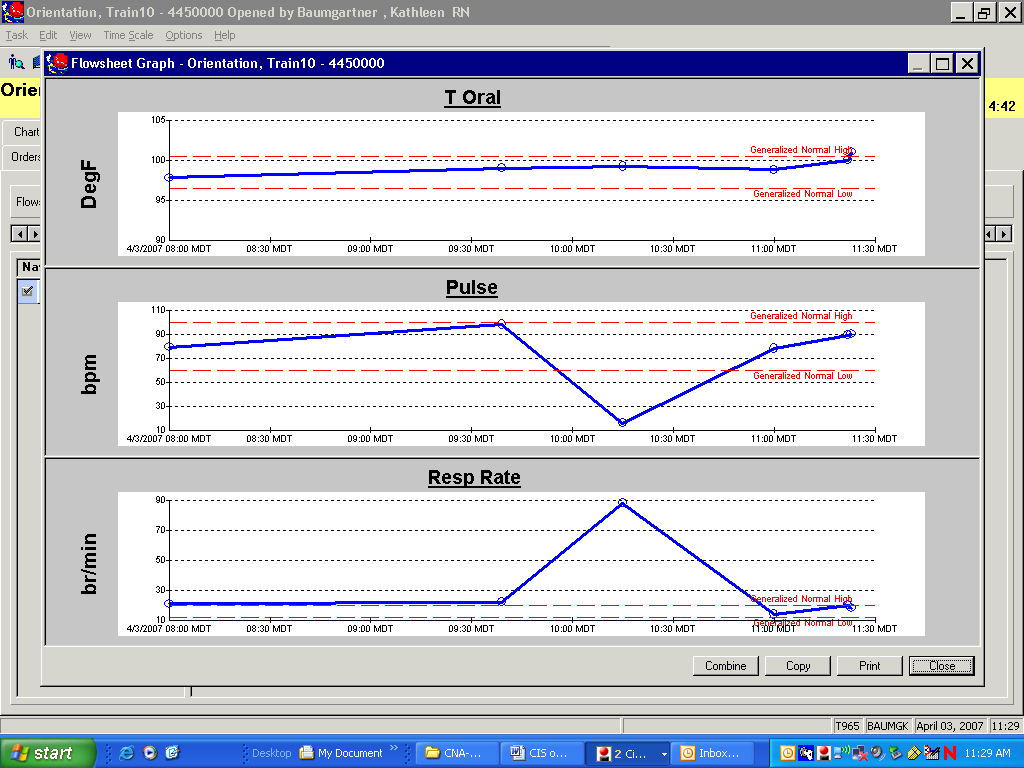 Orientation, Train10 - 4450000 Opened by Baumgartner , Kathleen RN
Task Edit View Time Scale Options Help
Flowsheet Graph - Orientation, Train10 - 4450000
Orie
4:42
Chart
Orders
Flow
Na
T Oral
DegF
105
100
95
90
Generalized Normal High
Generalized Normal Low
4/3/2007 08:00 MDT 08:30 MDT 09:00 MDT 09:30 MDT 10:00 MDT 10:30 MDT 11:00 MDT 11:30 MDT
Pulse
bpm
110
90
70
50
30
10
Generalized Normal High
Generalized Normal Low
4/3/2007 08:00 MDT 08:30 MDT 09:00 MDT 09:30 MDT 10:00 MDT 10:30 MDT 11:00 MDT 11:30 MDT
Resp Rate
br/min
90
70
50
30
10
Generalized Normal High
Generalized Normal Low
4/3/2007 08:00 MDT 08:30 MDT 09:00 MDT 09:30 MDT 10:00 MDT 10:30 MDT 11:00 MDT 11:30 MDT
Combine Copy Print Close
T965 BAUMGK April 03, 2007 11:29
start Desktop My Document » CNA-... CIS o... 2 Ci... Inbox... 11:29 AM